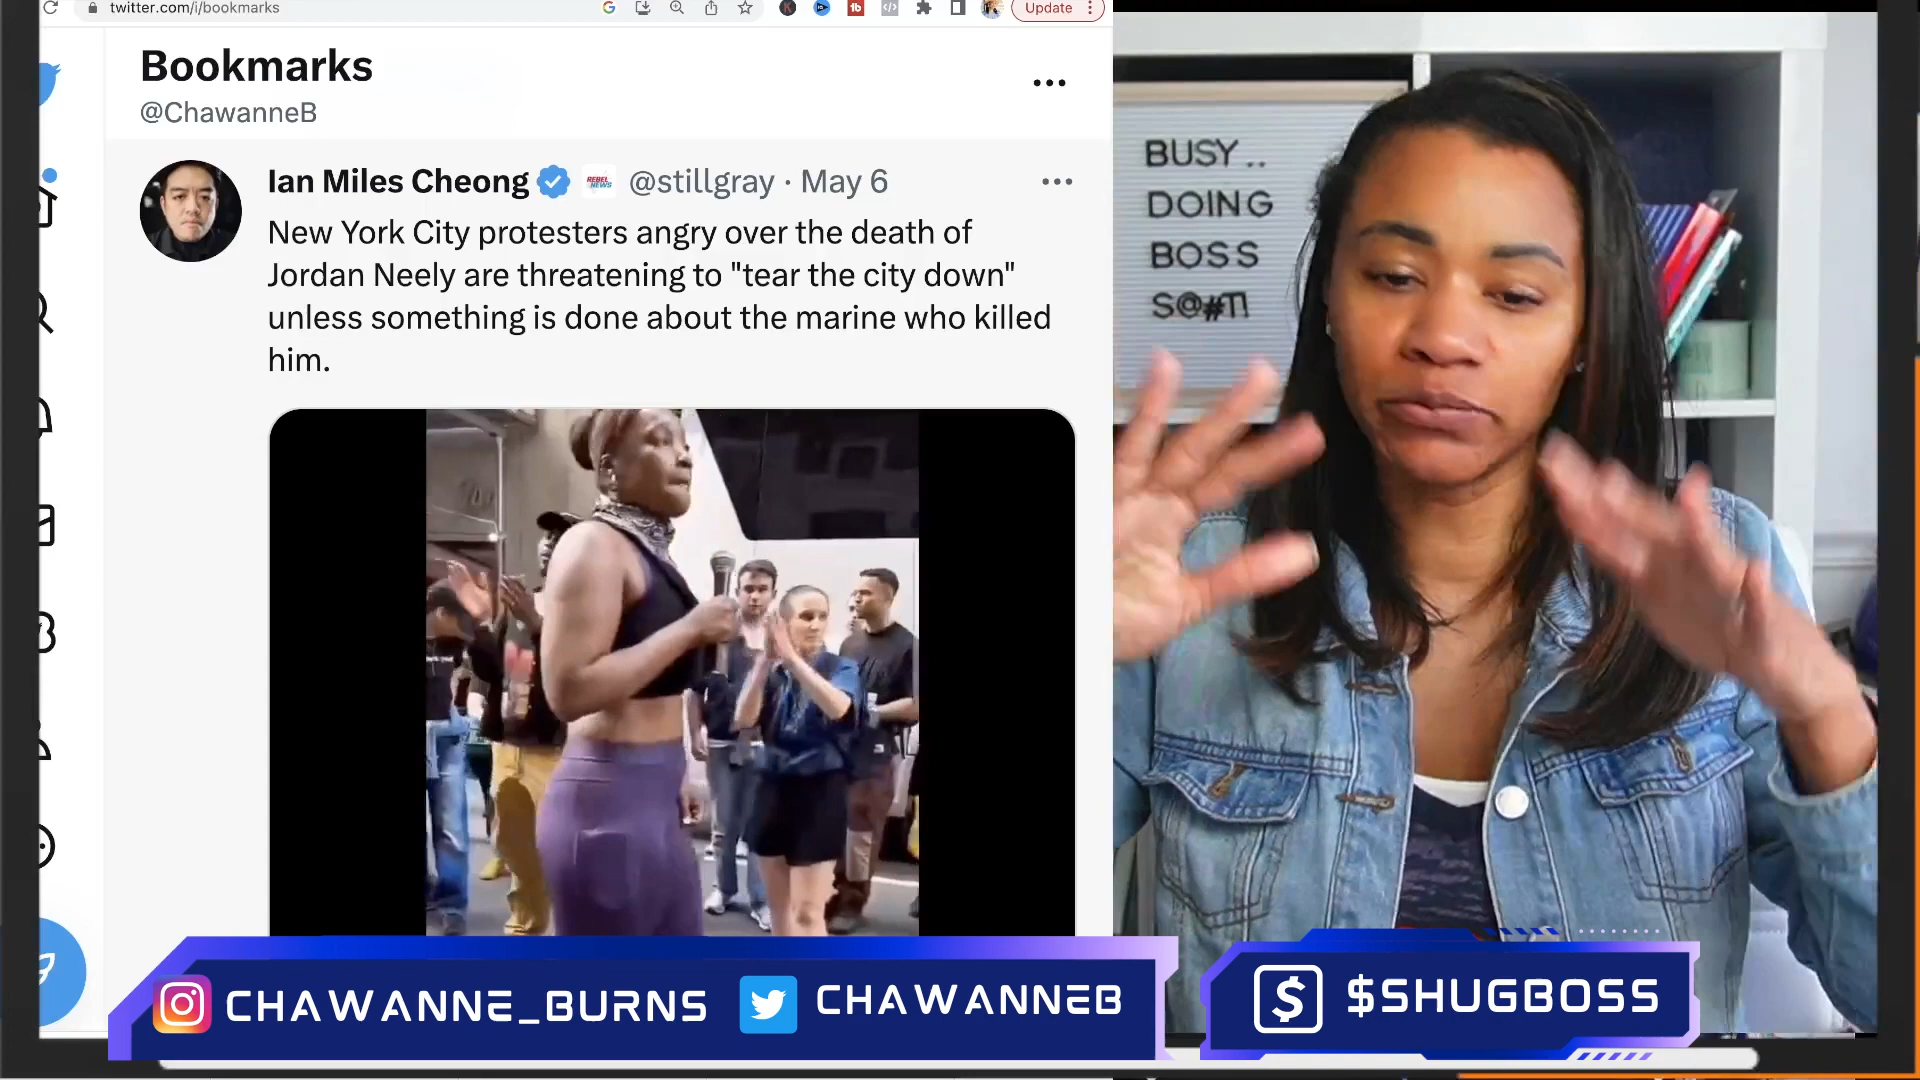 twitter.com/i/bookmarks
Update
Bookmarks
@ChawanneB
Ian Miles Cheong REBEL NEWS @stillgray · May 6
New York City protesters angry over the death of
Jordan Neely are threatening to "tear the city down"
unless something is done about the marine who killed
him.
BUSY..
DOING
BOSS
S@#T!
CHAWANNE_BURNS
CHAWANNEB
$SHUGBOSS